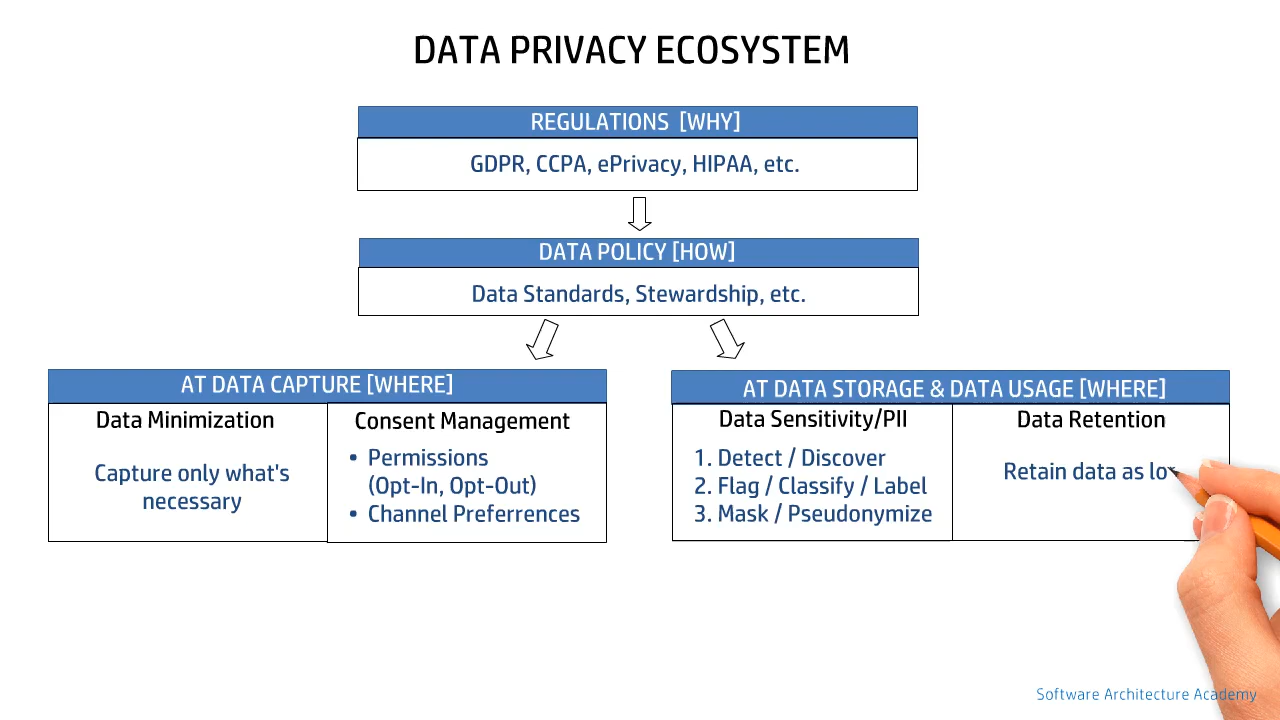 DATA PRIVACY ECOSYSTEM
REGULATIONS [WHY]
GDPR, CCPA, ePrivacy, HIPAA, etc.
DATA POLICY [HOW]
Data Standards, Stewardship, etc.
AT DATA CAPTURE [WHERE]
Data Minimization
Capture only what's
necessary
Consent Management
• Permissions
(Opt-In, Opt-Out)
• Channel Preferrences
AT DATA STORAGE & DATA USAGE [WHERE]
Data Sensitivity/PII
1. Detect / Discover
2. Flag / Classify / Label
3. Mask / Pseudonymize
Data Retention
Retain data as
Software Architecture Academy